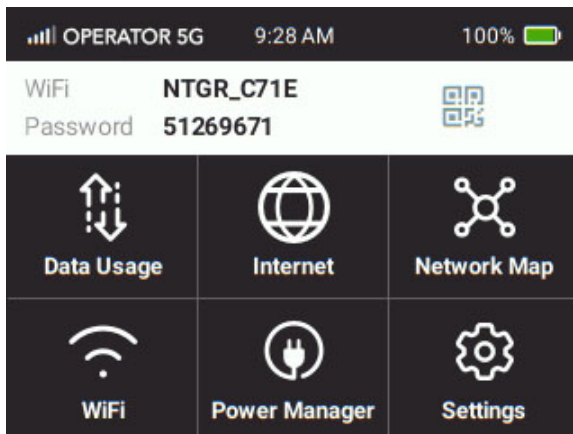 OPERATOR 5G 9:28 AM 100%
WiFi NTGR_C71E
Password 51269671
Data Usage Internet Network Map
WiFi Power Manager Settings